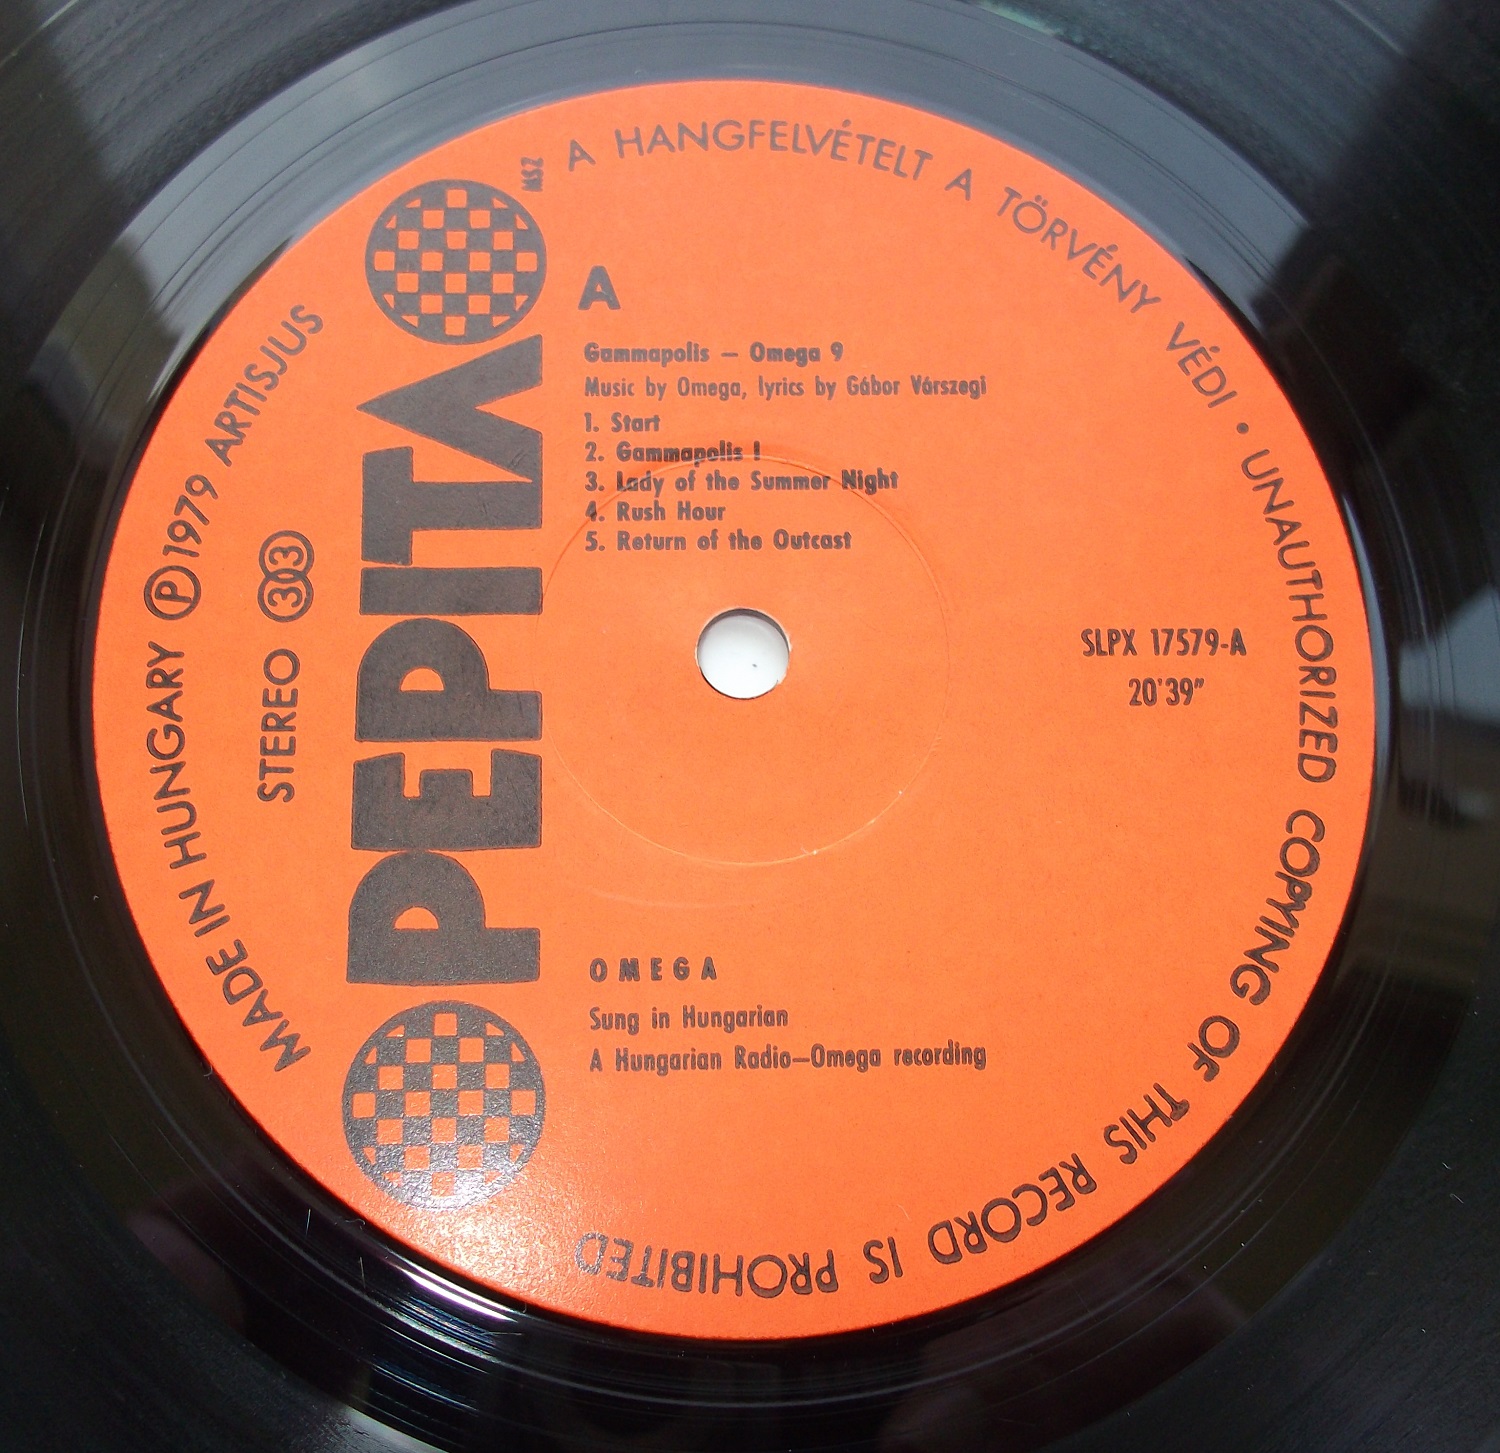 A HANGFELVÉTELT A TÖRVÉNY VÉDI • UNAUTHORIZED COPYING OF THIS RECORD IS PROHIBITED
MADE IN HUNGARY Ⓟ 1979 ARTISJUS
STEREO 33
PEPITA
MSZ
A
Gammapolis – Omega 9
Music by Omega, lyrics by Gábor Várszegi
1. Start
2. Gammapolis I
3. Lady of the Summer Night
4. Rush Hour
5. Return of the Outcast
SLPX 17579-A
20'39"
OMEGA
Sung in Hungarian
A Hungarian Radio–Omega recording